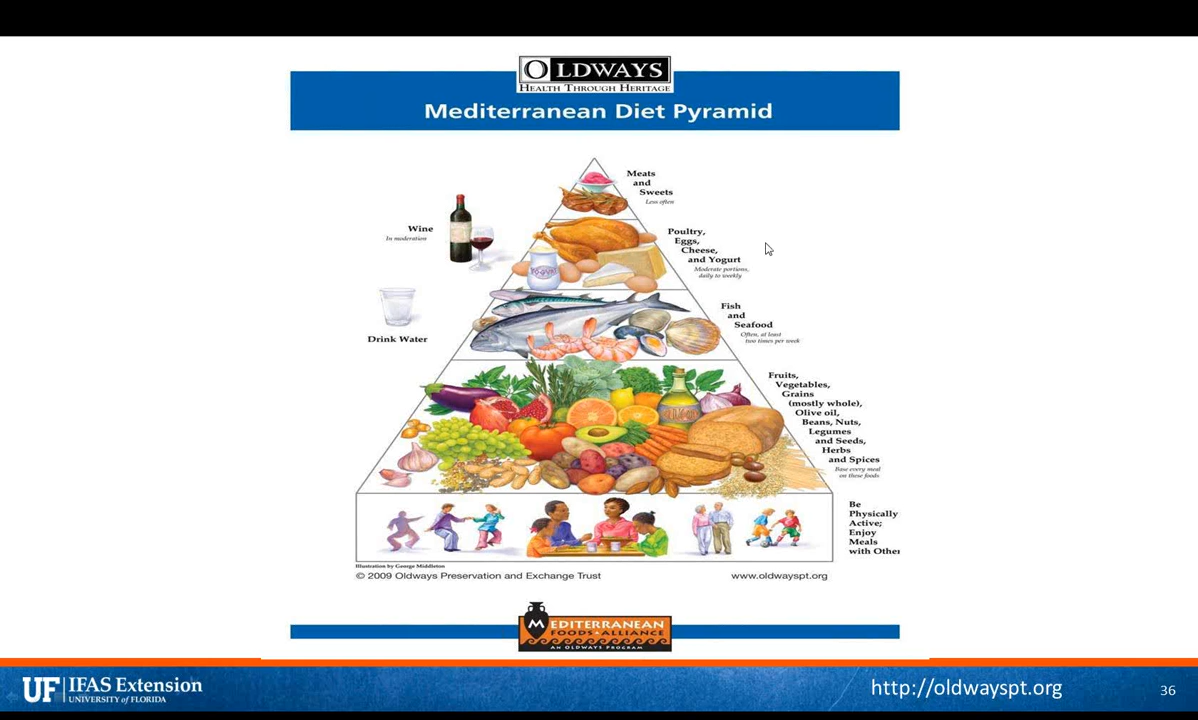 OLDWAYS
HEALTH THROUGH HERITAGE
Mediterranean Diet Pyramid
Meats
and
Sweets
Less often
Wine
In moderation
Poultry,
Eggs,
Cheese,
and Yogurt
Moderate portions,
daily to weekly
YOGURT
Drink Water
Fish
and
Seafood
Often, at least
two times per week
Fruits,
Vegetables,
Grains
(mostly whole),
Olive oil,
Beans, Nuts,
Legumes
and Seeds,
Herbs
and Spices
Base every meal
on these foods
Be
Physically
Active;
Enjoy
Meals
with Other
Illustration by George Middleton
© 2009 Oldways Preservation and Exchange Trust
www.oldwayspt.org
MEDITERRANEAN
FOODS ALLIANCE
AN OLDWAYS PROGRAM
UF IFAS Extension
UNIVERSITY of FLORIDA
http://oldwayspt.org
36